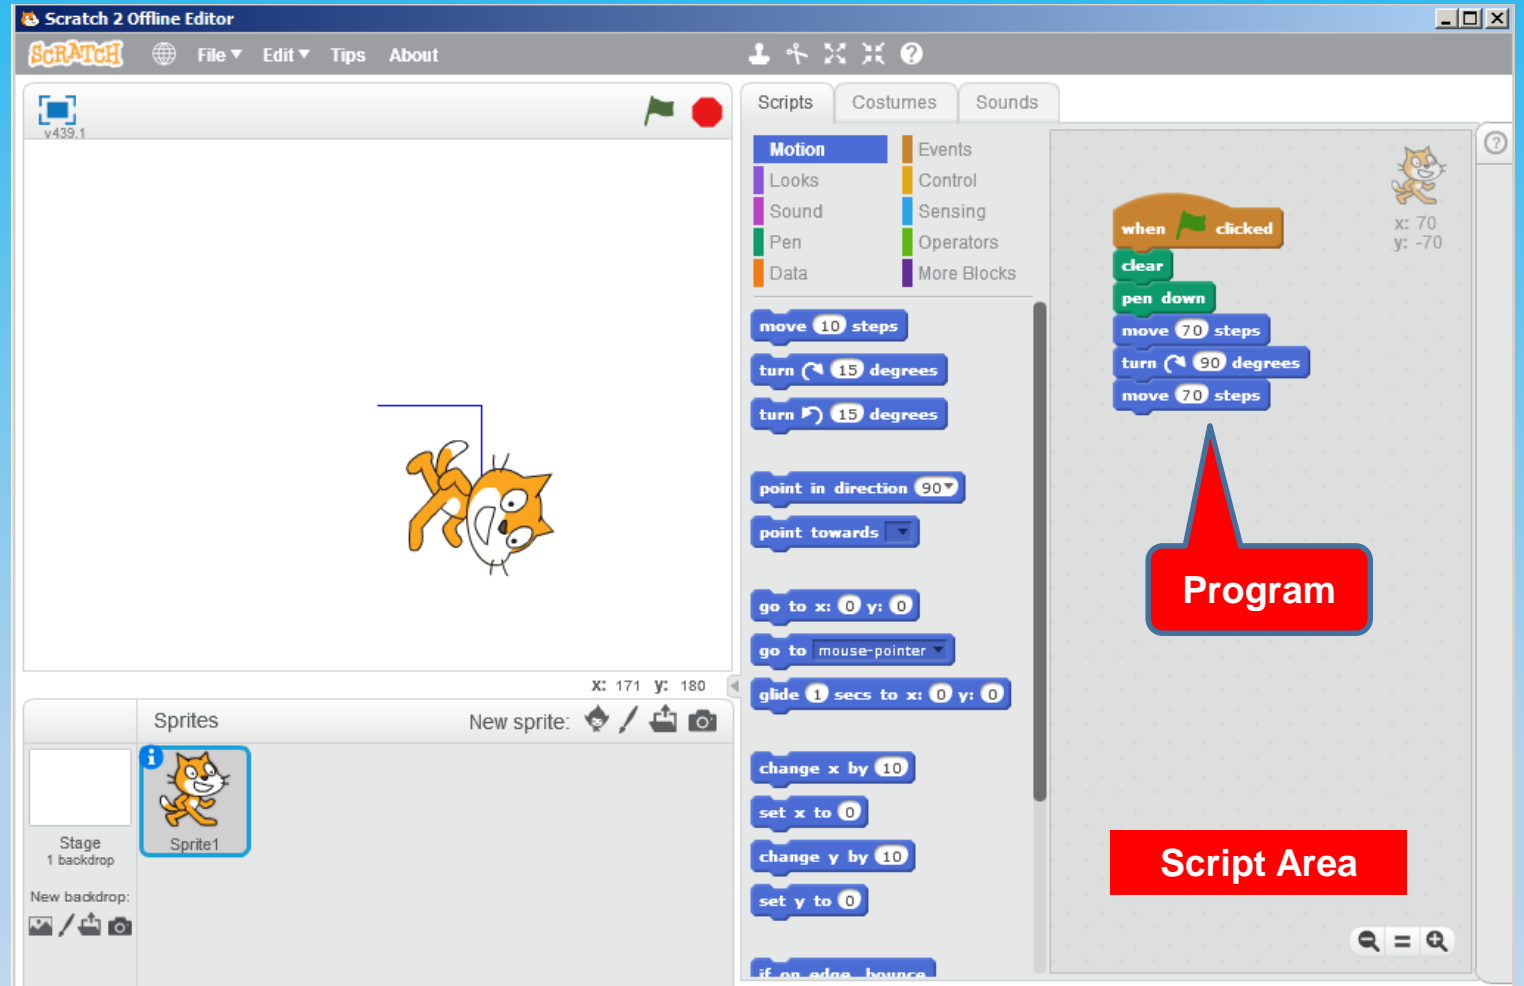 Scratch 2 Offline Editor
SCRATCH File Edit Tips About
v439.1
Scripts Costumes Sounds
Motion Events
Looks Control
Sound Sensing
Pen Operators
Data More Blocks
move 10 steps
turn 15 degrees
turn 15 degrees
point in direction 90
point towards
go to x: 0 y: 0
go to mouse-pointer
glide 1 secs to x: 0 y: 0
change x by 10
set x to 0
change y by 10
set y to 0
if on edge, bounce
when clicked
clear
pen down
move 70 steps
turn 90 degrees
move 70 steps
x: 70
y: -70
Program
Script Area
X: 171 y: 180
Sprites New sprite:
Sprite1
Stage
1 backdrop
New backdrop: